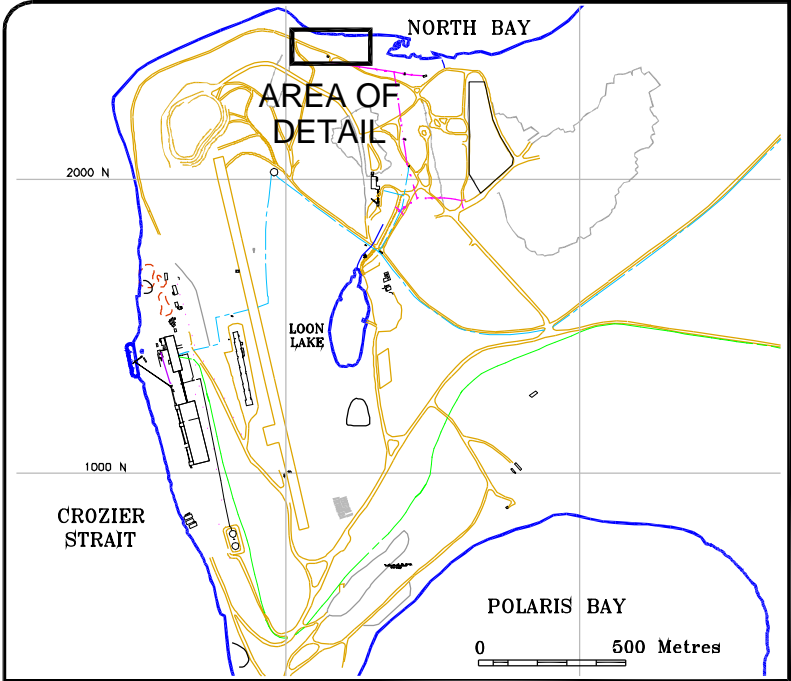 NORTH BAY
AREA OF
DETAIL
2000 N
LOON
LAKE
1000 N
CROZIER
STRAIT
POLARIS BAY
0 500 Metres